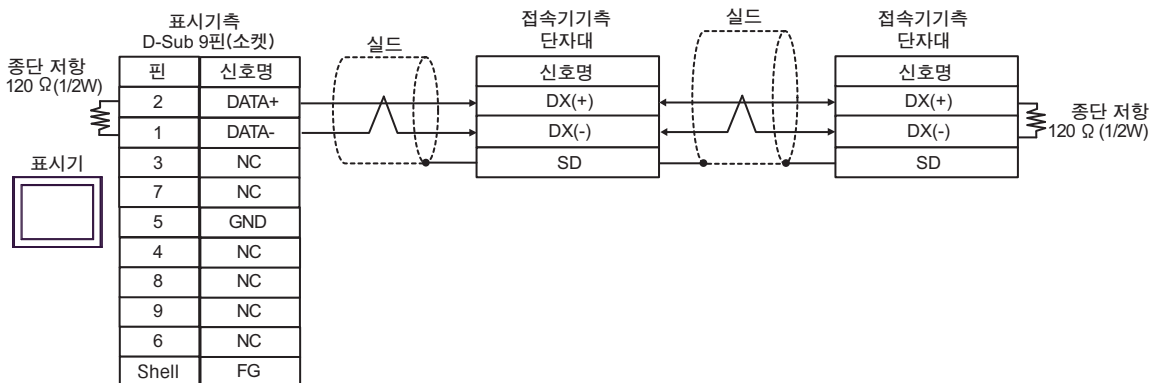 표시기측
D-Sub 9핀(소켓)
종단 저항
120 Ω(1/2W)
핀 신호명
2 DATA+
1 DATA-
3 NC
7 NC
5 GND
4 NC
8 NC
9 NC
6 NC
Shell FG
표시기
실드
접속기기측
단자대
신호명
DX(+)
DX(-)
SD
실드
접속기기측
단자대
신호명
DX(+)
DX(-)
SD
종단 저항
120 Ω (1/2W)